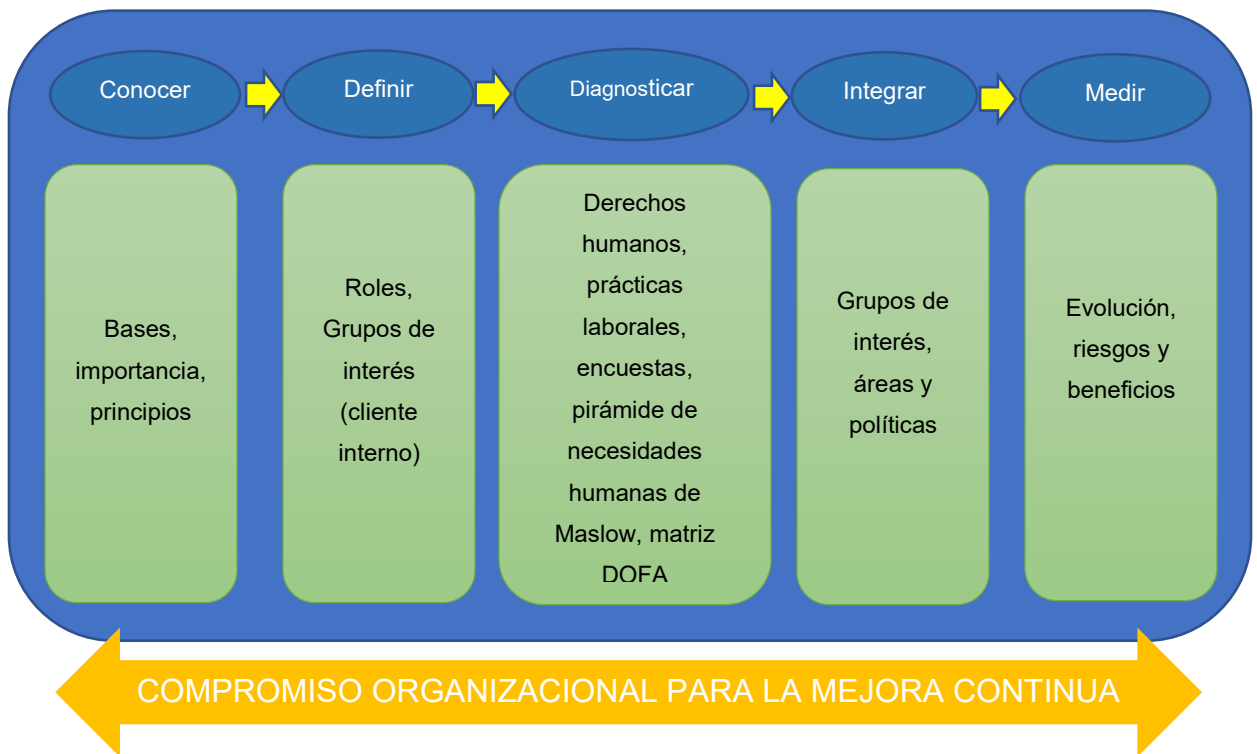 Conocer
Definir
Diagnosticar
Integrar
Medir
Bases,
importancia,
principios
Roles,
Grupos de
interés
(cliente
interno)
Derechos
humanos,
prácticas
laborales,
encuestas,
pirámide de
necesidades
humanas de
Maslow, matriz
DOFA
Grupos de
interés,
áreas y
políticas
Evolución,
riesgos y
beneficios
COMPROMISO ORGANIZACIONAL PARA LA MEJORA CONTINUA